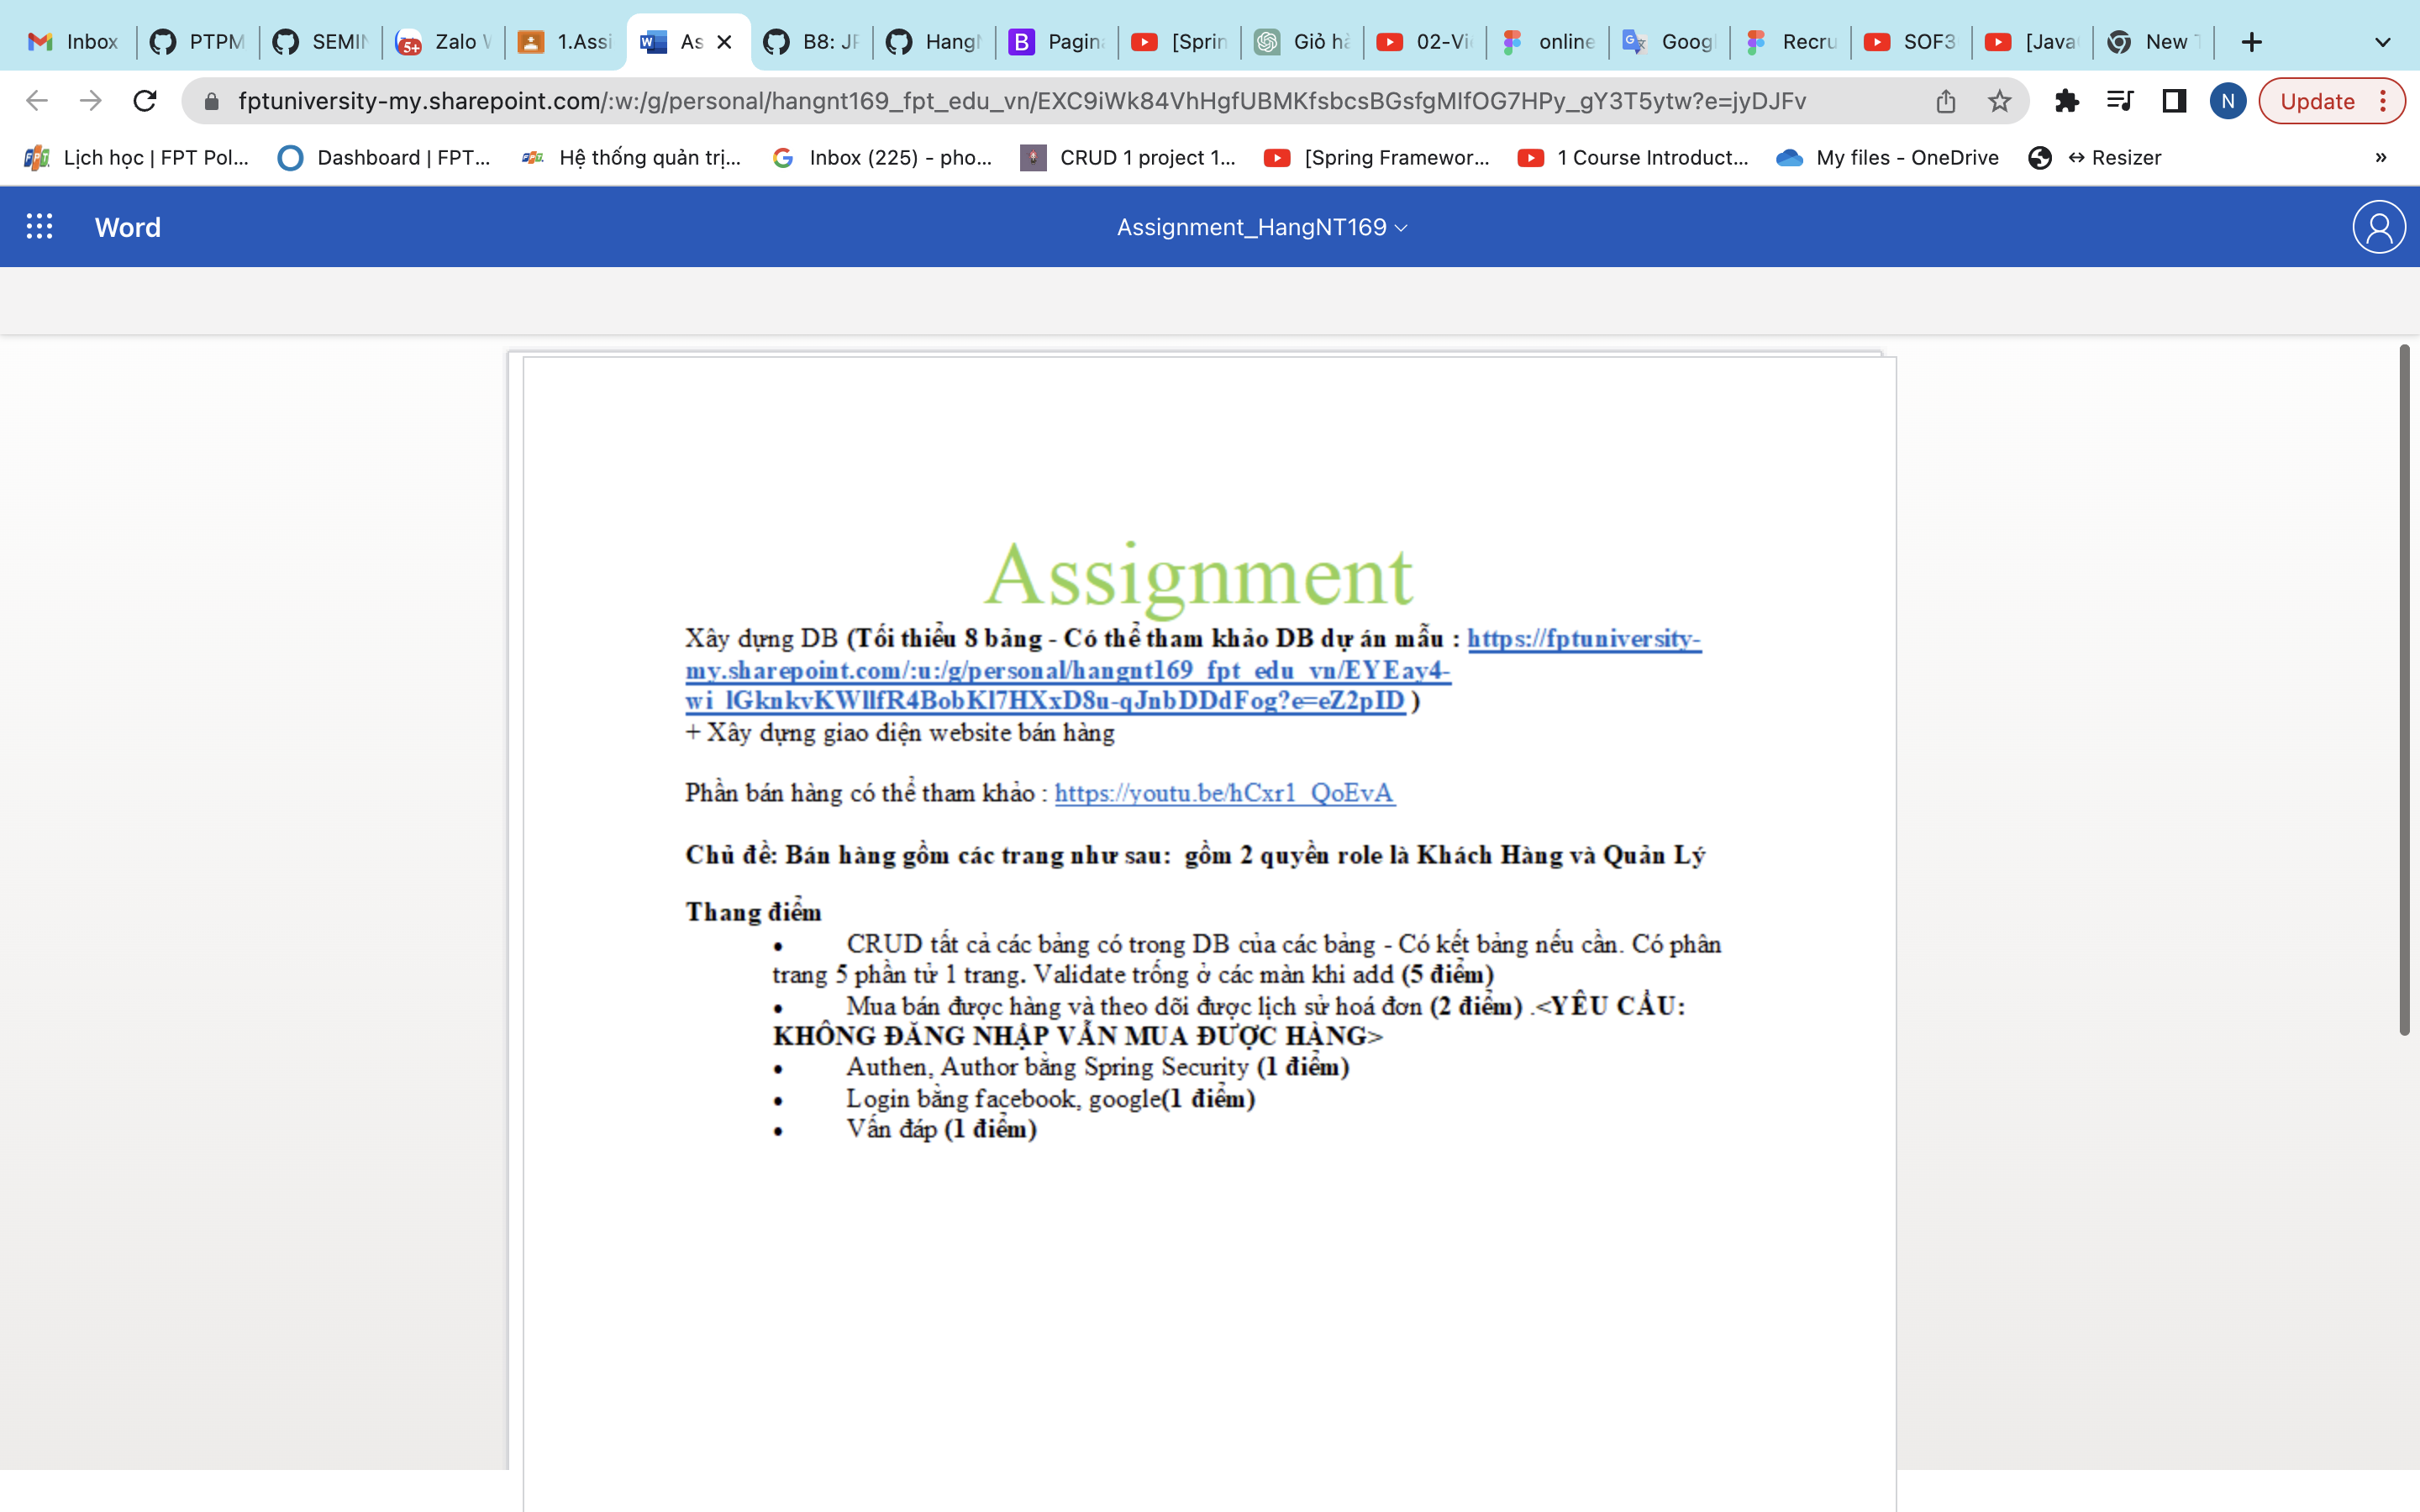 Inbox PTPM SEMIN Zalo W 1.Assi As B8: JP HangN Pagina [Sprin Giỏ hà 02-Vi online Googl Recru SOF3 [Java New T
fptuniversity-my.sharepoint.com/:w:/g/personal/hangnt169_fpt_edu_vn/EXC9iWk84VhHgfUBMKfsbcsBGsfgMIfOG7HPy_gY3T5ytw?e=jyDJFv N Update
Lịch học | FPT Pol... Dashboard | FPT... Hệ thống quản trị... Inbox (225) - pho... CRUD 1 project 1... [Spring Framewor... 1 Course Introduct... My files - OneDrive ↔ Resizer »
Word Assignment_HangNT169
Assignment
Xây dựng DB (Tối thiểu 8 bảng - Có thể tham khảo DB dự án mẫu : https://fptuniversity-
my.sharepoint.com/:u:/g/personal/hangnt169_fpt_edu_vn/EYEay4-
wi_lGknkvKWllfR4BobKl7HXxD8u-qJnbDDdFog?e=eZ2pID )
+ Xây dựng giao diện website bán hàng
Phần bán hàng có thể tham khảo : https://youtu.be/hCxr1_QoEvA
Chủ đề: Bán hàng gồm các trang như sau: gồm 2 quyền role là Khách Hàng và Quản Lý
Thang điểm
• CRUD tất cả các bảng có trong DB của các bảng - Có kết bảng nếu cần. Có phân
trang 5 phần tử 1 trang. Validate trống ở các màn khi add (5 điểm)
• Mua bán được hàng và theo dõi được lịch sử hoá đơn (2 điểm) .<YÊU CẦU:
KHÔNG ĐĂNG NHẬP VẪN MUA ĐƯỢC HÀNG>
• Authen, Author bằng Spring Security (1 điểm)
• Login bằng facebook, google(1 điểm)
• Vấn đáp (1 điểm)